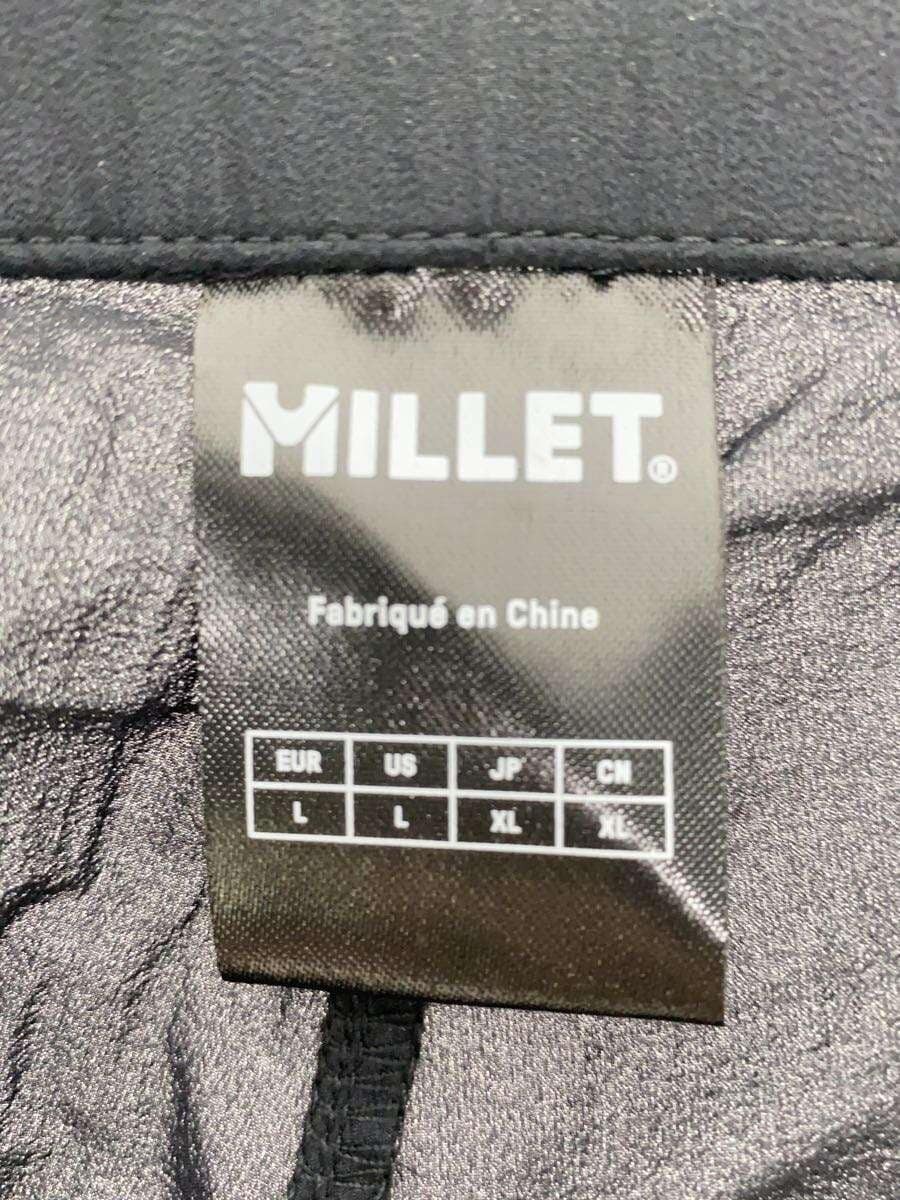 MILLET®
Fabriqué en Chine
EUR US JP CN
L L XL XL